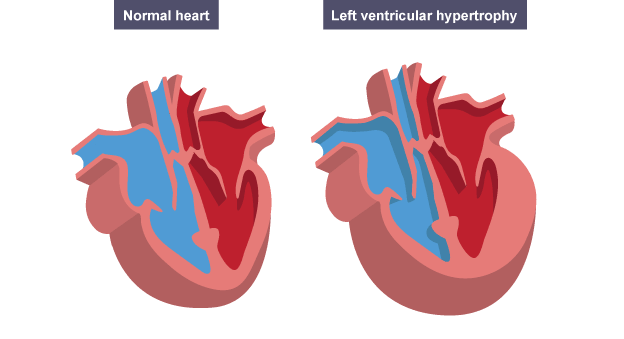 Normal heart
Left ventricular hypertrophy